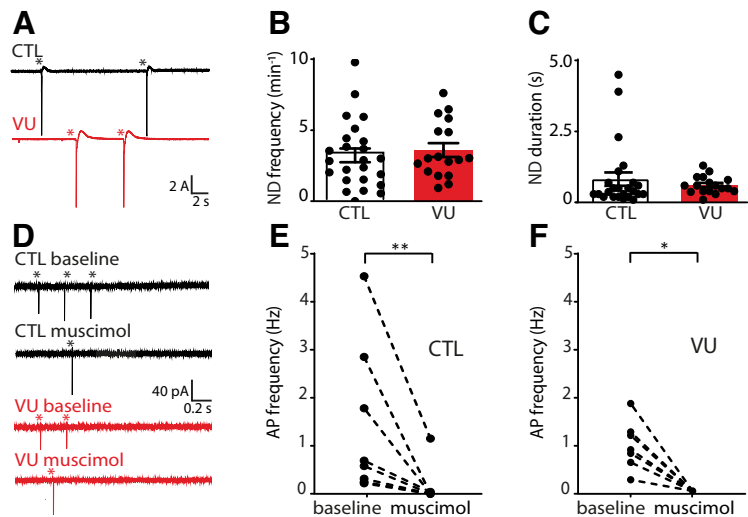 A
CTL
*
*
VU
*
*
2 A
2 s
B
ND frequency (min⁻¹)
10
5
0
CTL
VU
C
ND duration (s)
5.0
2.5
0
CTL
VU
D
CTL baseline
* * *
CTL muscimol
*
40 pA
0.2 s
VU baseline
* *
VU muscimol
*
E
AP frequency (Hz)
5
4
3
2
1
0
**
CTL
baseline muscimol
F
AP frequency (Hz)
5
4
3
2
1
0
*
VU
baseline muscimol